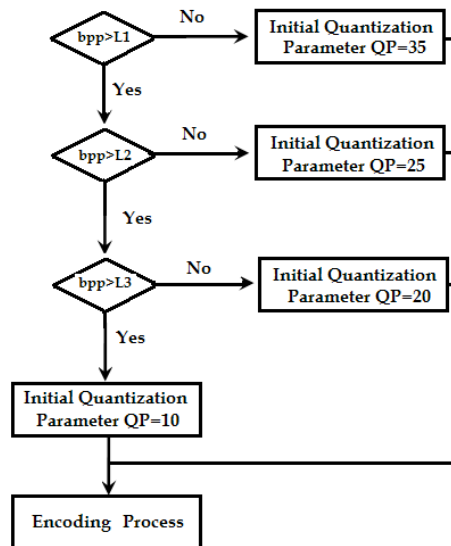 bpp>L1
No
Initial Quantization
Parameter QP=35
Yes
bpp>L2
No
Initial Quantization
Parameter QP=25
Yes
bpp>L3
No
Initial Quantization
Parameter QP=20
Yes
Initial Quantization
Parameter QP=10
Encoding Process